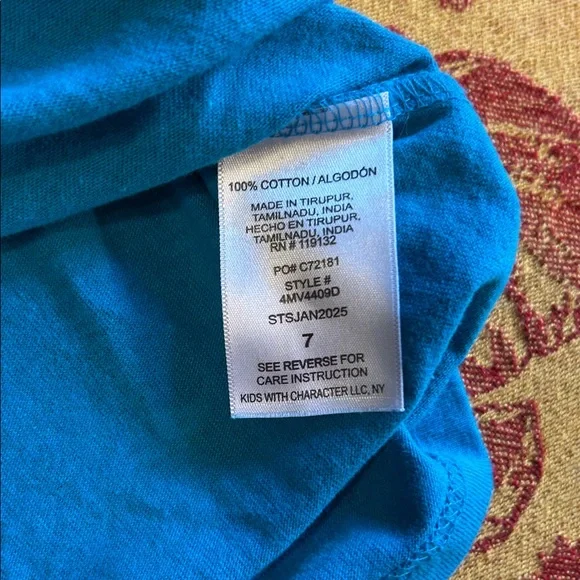 100% COTTON / ALGODÓN
MADE IN TIRUPUR,
TAMILNADU, INDIA
HECHO EN TIRUPUR,
TAMILNADU, INDIA
RN # 119132
PO# C72181
STYLE #
4MV4409D
STSJAN2025
7
SEE REVERSE FOR
CARE INSTRUCTION
KIDS WITH CHARACTER LLC, NY